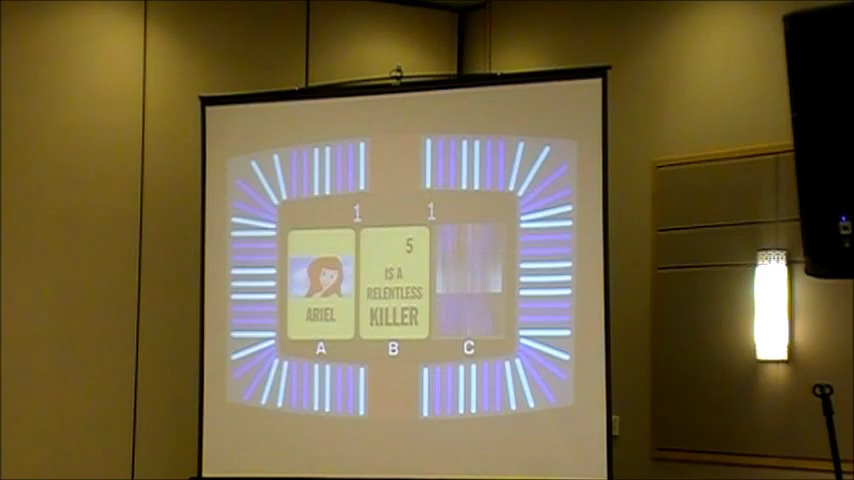 1 1
5
IS A
RELENTLESS
KILLER
ARIEL
A B C